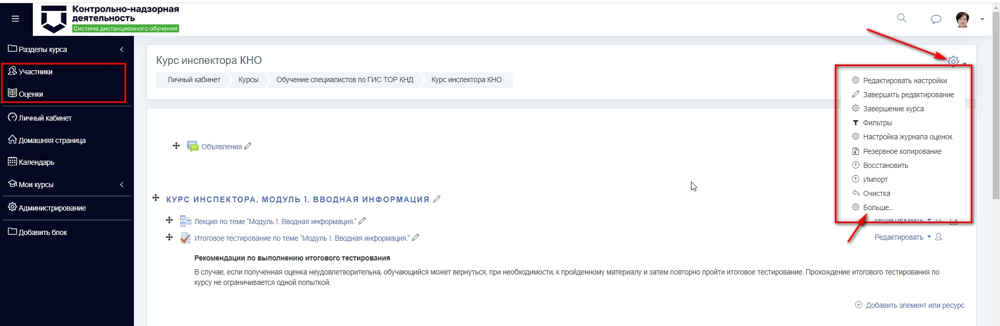 Контрольно-надзорная
деятельность
Система дистанционного обучения
Разделы курса
Участники
Оценки
Личный кабинет
Домашняя страница
Календарь
Мои курсы
Администрирование
Добавить блок
Курс инспектора КНО
Личный кабинет Курсы Обучение специалистов по ГИС ТОР КНД Курс инспектора КНО
Редактировать настройки
Завершить редактирование
Завершение курса
Фильтры
Настройка журнала оценок
Резервное копирование
Восстановить
Импорт
Очистка
Больше...
Объявления
КУРС ИНСПЕКТОРА. МОДУЛЬ 1. ВВОДНАЯ ИНФОРМАЦИЯ
Лекция по теме "Модуль 1. Вводная информация."
Редактировать
Итоговое тестирование по теме "Модуль 1. Вводная информация."
Редактировать
Рекомендации по выполнению итогового тестирования
В случае, если полученная оценка неудовлетворительна, обучающийся может вернуться, при необходимости, к пройденному материалу и затем повторно пройти итоговое тестирование. Прохождение итогового тестирования по
курсу не ограничивается одной попыткой.
Добавить элемент или ресурс